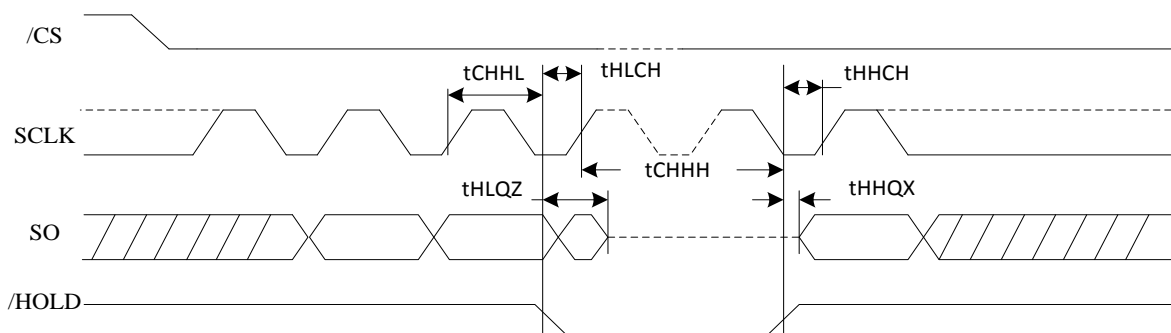 /CS
tCHHL
tHLCH
tHHCH
SCLK
tCHHH
tHLQZ
tHHQX
SO
/HOLD